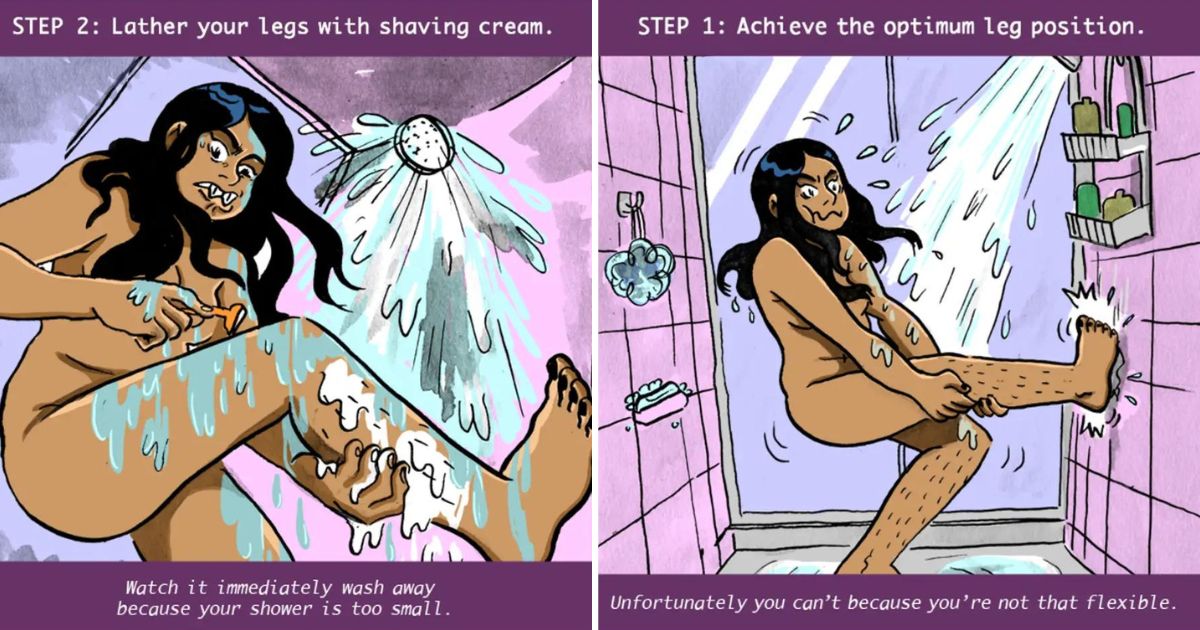 STEP 2: Lather your legs with shaving cream.
Watch it immediately wash away
because your shower is too small.
STEP 1: Achieve the optimum leg position.
Unfortunately you can't because you're not that flexible.